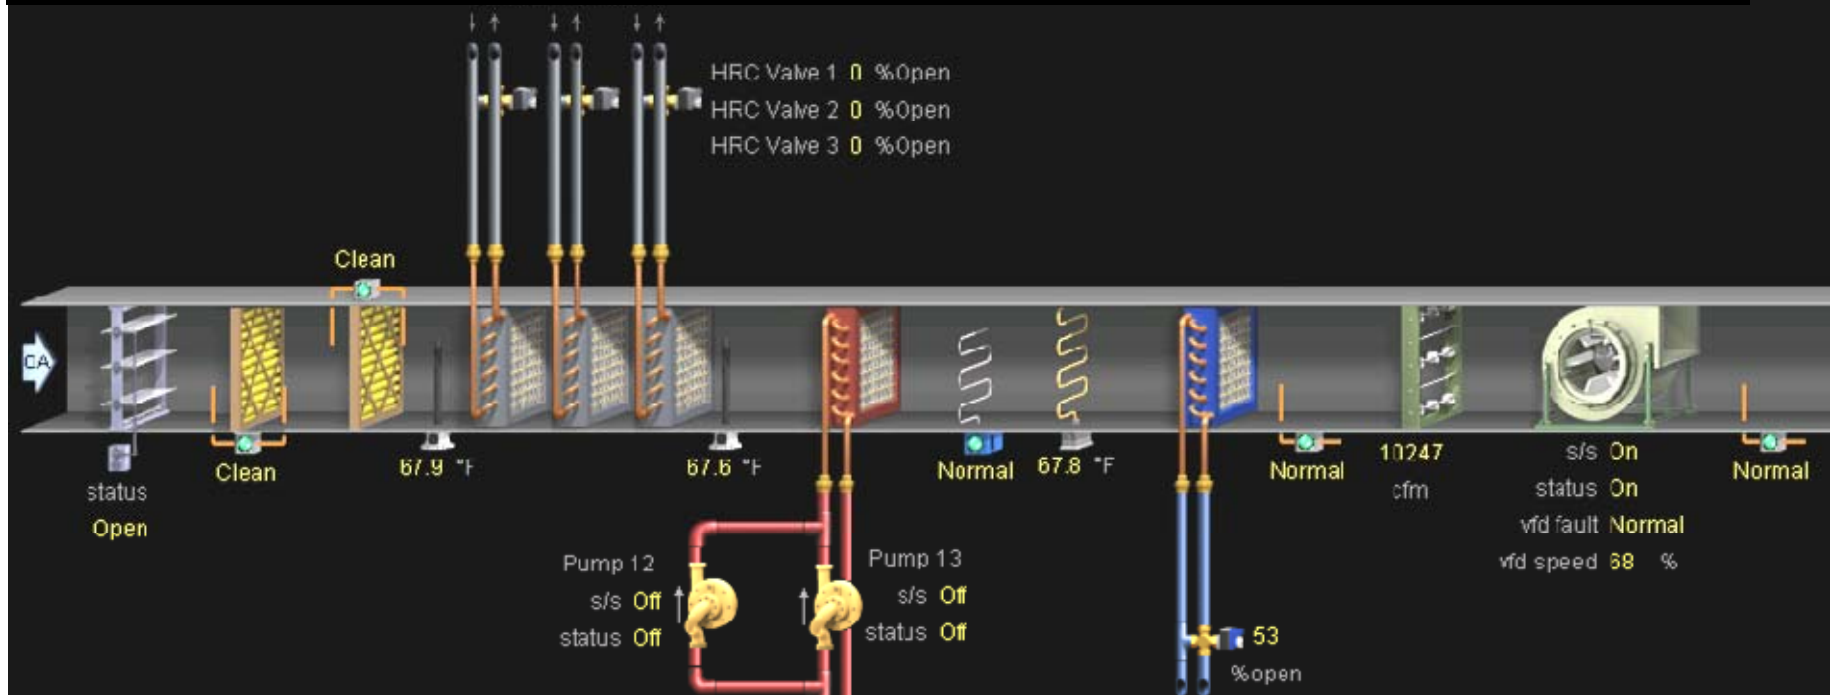 HRC Valve 1 0 %Open
HRC Valve 2 0 %Open
HRC Valve 3 0 %Open
Clean
OA
Clean
67.9 °F
67.6 °F
Normal
67.8 °F
Normal
10247
cfm
s/s On
status On
vfd fault Normal
vfd speed 68 %
Normal
status
Open
Pump 12
s/s Off
status Off
Pump 13
s/s Off
status Off
53
%open